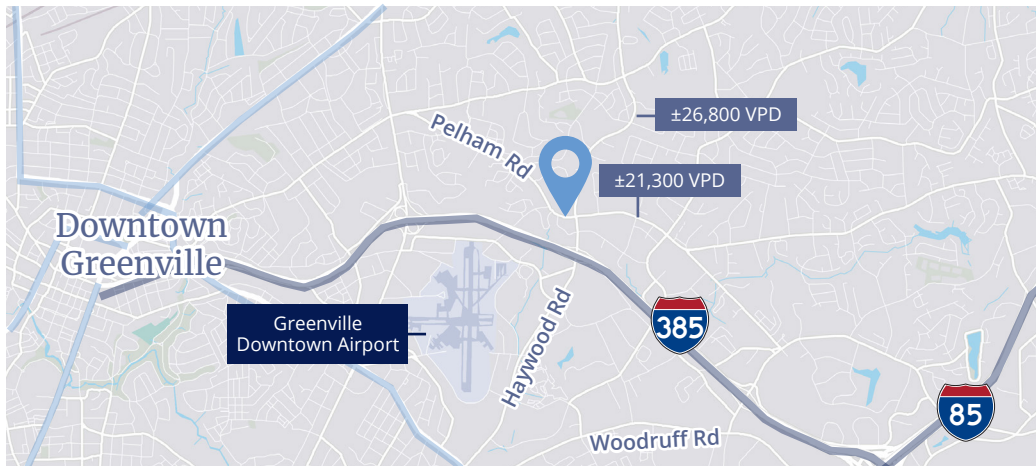 ±26,800 VPD
Pelham Rd
±21,300 VPD
Downtown
Greenville
Greenville
Downtown Airport
Haywood Rd
385
85
Woodruff Rd